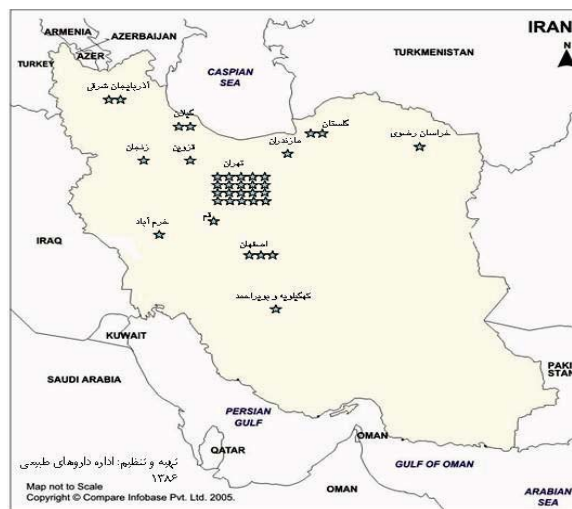 IRAN
N
ARMENIA
AZERBAIJAN
AZER
TURKEY
CASPIAN
SEA
TURKMENISTAN
آذربایجان شرقی
گیلان
گلستان
مازندران
خراسان رضوی
زنجان
قزوین
تهران
قم
خرم آباد
اصفهان
IRAQ
کهگیلویه و بویراحمد
KUWAIT
PAKI
STAN
SAUDI ARABIA
PERSIAN
GULF
QATAR
OMAN
GULF OF OMAN
OMAN
ARABIAN
SEA
تهیه و تنظیم: اداره داروهای طبیعی
۱۳۸۶
Map not to Scale
Copyright © Compare Infobase Pvt. Ltd. 2005.